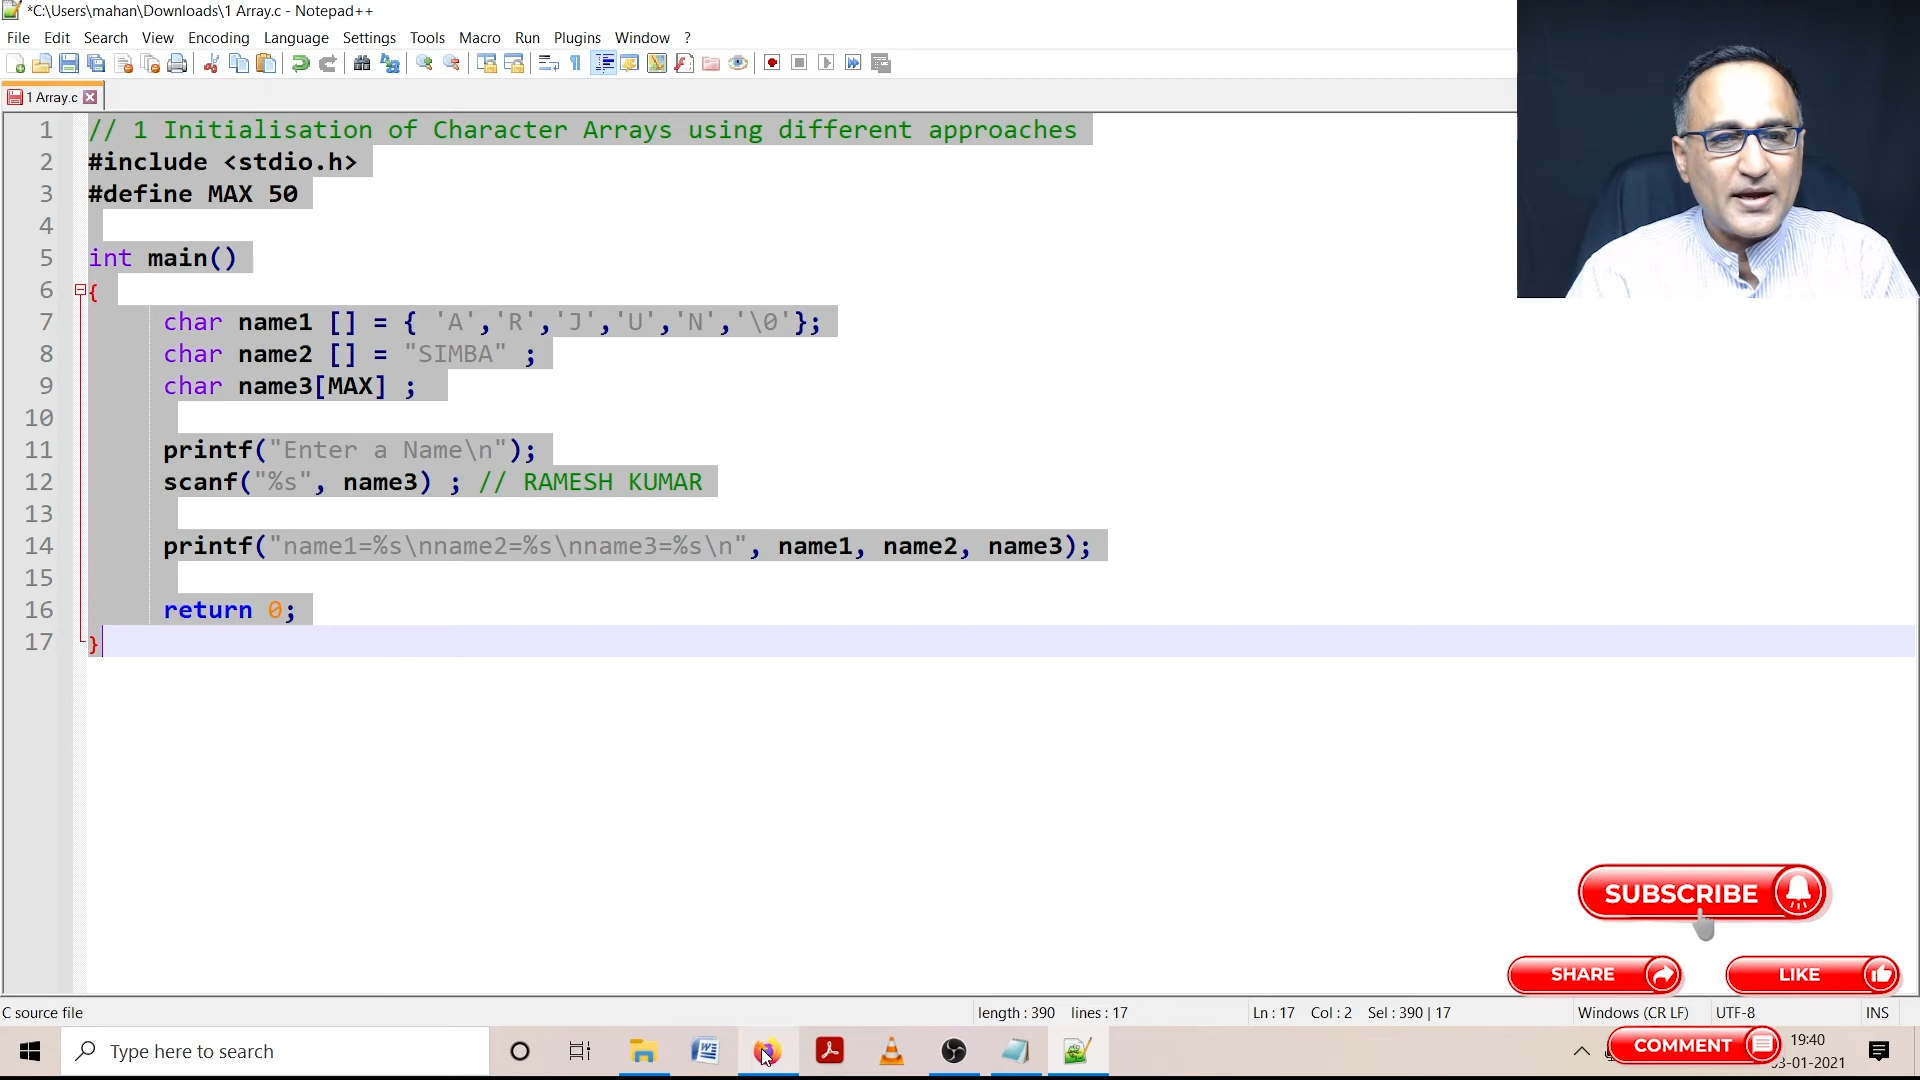 *C:\Users\mahan\Downloads\1 Array.c - Notepad++
File Edit Search View Encoding Language Settings Tools Macro Run Plugins Window ?
1 Array.c
1 // 1 Initialisation of Character Arrays using different approaches
2 #include <stdio.h>
3 #define MAX 50
4
5 int main()
6 {
7 char name1 [] = { 'A','R','J','U','N','\0'};
8 char name2 [] = "SIMBA" ;
9 char name3[MAX] ;
10
11 printf("Enter a Name\n");
12 scanf("%s", name3) ; // RAMESH KUMAR
13
14 printf("name1=%s\nname2=%s\nname3=%s\n", name1, name2, name3);
15
16 return 0;
17 }
SUBSCRIBE
SHARE LIKE
C source file length : 390 lines : 17 Ln : 17 Col : 2 Sel : 390 | 17 Windows (CR LF) UTF-8 INS
Type here to search
COMMENT
19:40
3-01-2021